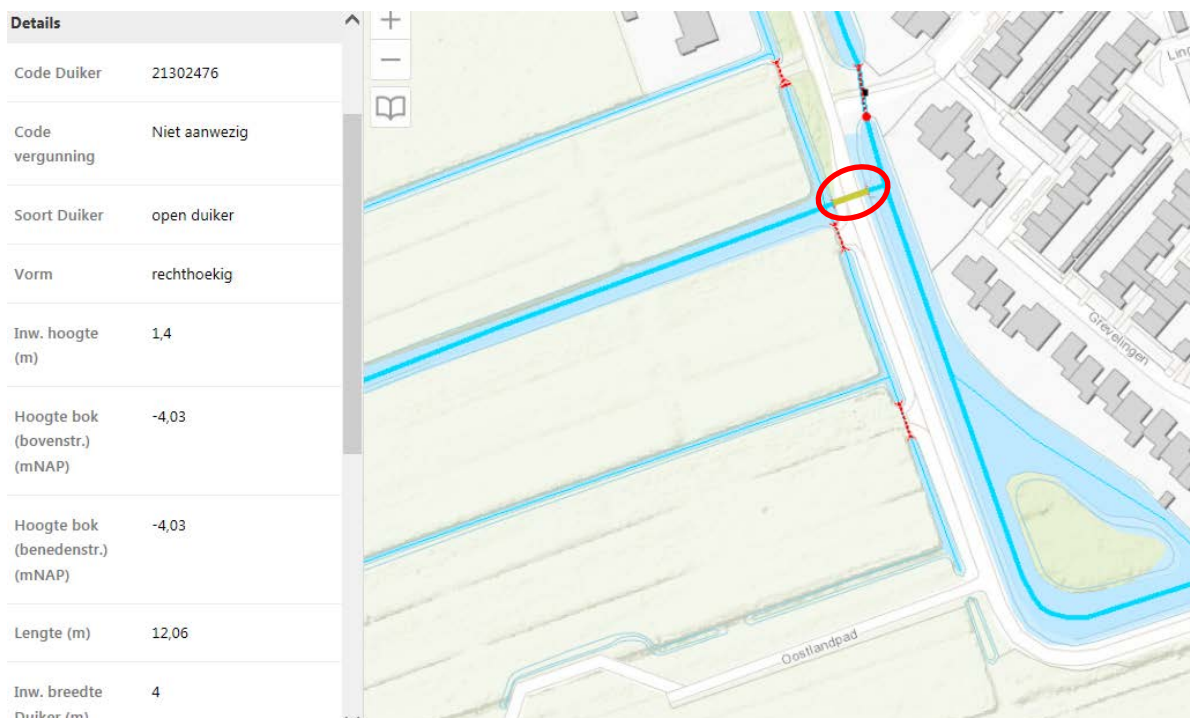 Details
Code Duiker 21302476
Code Niet aanwezig
vergunning
Soort Duiker open duiker
Vorm rechthoekig
Inw. hoogte 1,4
(m)
Hoogte bok -4,03
(bovenstr.)
(mNAP)
Hoogte bok -4,03
(benedenstr.)
(mNAP)
Lengte (m) 12,06
Inw. breedte 4
Duiker (m)
Grevelingen
Oostlandpad